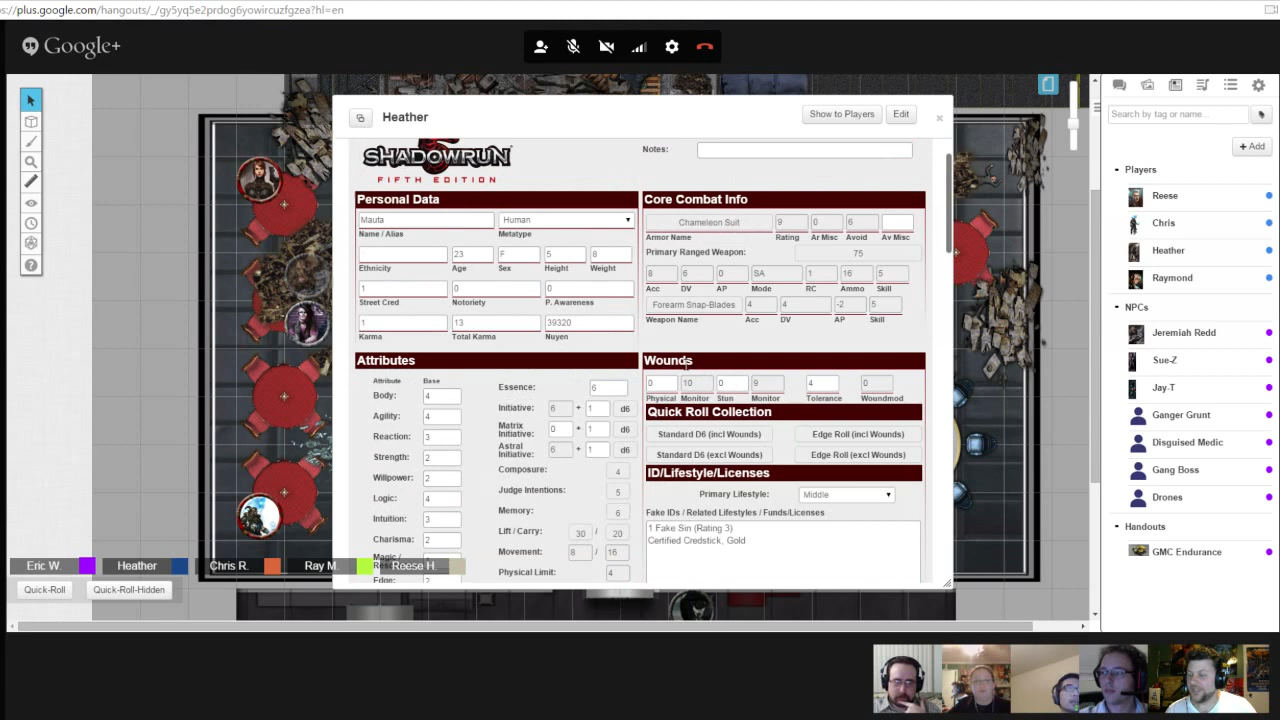 s://plus.google.com/hangouts/_/gy5yq5e2prdog6yowircuzfgzea?hl=en
Google+
Heather
Show to Players
Edit
SHADOWRUN
FIFTH EDITION
Notes:
Personal Data
Mauta
Human
Name / Alias
Metatype
23
F
5
8
Ethnicity
Age
Sex
Height
Weight
1
0
0
Street Cred
Notoriety
P. Awareness
1
13
39320
Karma
Total Karma
Nuyen
Core Combat Info
Chameleon Suit
9
0
6
Armor Name
Rating
Ar Misc
Avoid
Av Misc
Primary Ranged Weapon:
75
8
6
0
SA
1
16
5
Acc
DV
AP
Mode
RC
Ammo
Skill
Forearm Snap-Blades
4
4
-2
5
Weapon Name
Acc
DV
AP
Skill
Attributes
Attribute
Base
Body:
4
Agility:
4
Reaction:
3
Strength:
2
Willpower:
2
Logic:
4
Intuition:
3
Charisma:
2
Magic /
Edge:
Essence:
6
Initiative:
6
+
1
d6
Matrix
Initiative:
0
+
1
d6
Astral
Initiative:
6
+
1
d6
Composure:
4
Judge Intentions:
5
Memory:
6
Lift / Carry:
30
/
20
Movement:
8
/
16
Physical Limit:
4
Wounds
0
10
0
9
4
0
Physical
Monitor
Stun
Monitor
Tolerance
Woundmod
Quick Roll Collection
Standard D6 (incl Wounds)
Edge Roll (incl Wounds)
Standard D6 (excl Wounds)
Edge Roll (excl Wounds)
ID/Lifestyle/Licenses
Primary Lifestyle:
Middle
Fake IDs / Related Lifestyles / Funds/Licenses
1 Fake Sin (Rating 3)
Certified Credstick, Gold
Eric W.
Heather
Chris R.
Ray M.
Reese H.
Quick-Roll
Quick-Roll-Hidden
Search by tag or name...
+ Add
Players
Reese
Chris
Heather
Raymond
NPCs
Jeremiah Redd
Sue-Z
Jay-T
Ganger Grunt
Disguised Medic
Gang Boss
Drones
Handouts
GMC Endurance